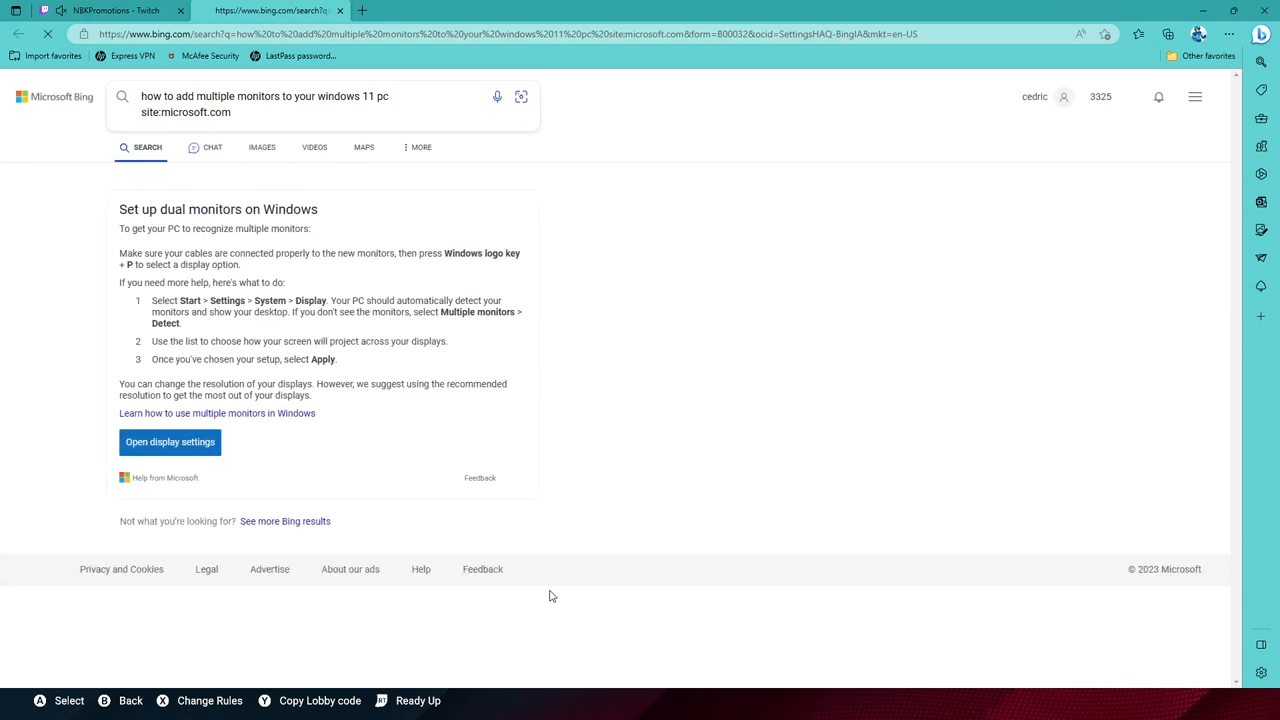 NBKPromotions - Twitch
https://www.bing.com/search?q=
https://www.bing.com/search?q=how%20to%20add%20multiple%20monitors%20to%20your%20windows%2011%20pc%20site:microsoft.com&form=B00032&ocid=SettingsHAQ-BingIA&mkt=en-US
Import favorites
Express VPN
McAfee Security
LastPass password...
Other favorites
Microsoft Bing
how to add multiple monitors to your windows 11 pc
site:microsoft.com
cedric
3325
SEARCH
CHAT
IMAGES
VIDEOS
MAPS
MORE
Set up dual monitors on Windows
To get your PC to recognize multiple monitors:
Make sure your cables are connected properly to the new monitors, then press Windows logo key
+ P to select a display option.
If you need more help, here's what to do:
1 Select Start > Settings > System > Display. Your PC should automatically detect your
monitors and show your desktop. If you don't see the monitors, select Multiple monitors >
Detect.
2 Use the list to choose how your screen will project across your displays.
3 Once you've chosen your setup, select Apply.
You can change the resolution of your displays. However, we suggest using the recommended
resolution to get the most out of your displays.
Learn how to use multiple monitors in Windows
Open display settings
Help from Microsoft
Feedback
Not what you're looking for? See more Bing results
Privacy and Cookies
Legal
Advertise
About our ads
Help
Feedback
© 2023 Microsoft
A Select
B Back
X Change Rules
Y Copy Lobby code
RT Ready Up